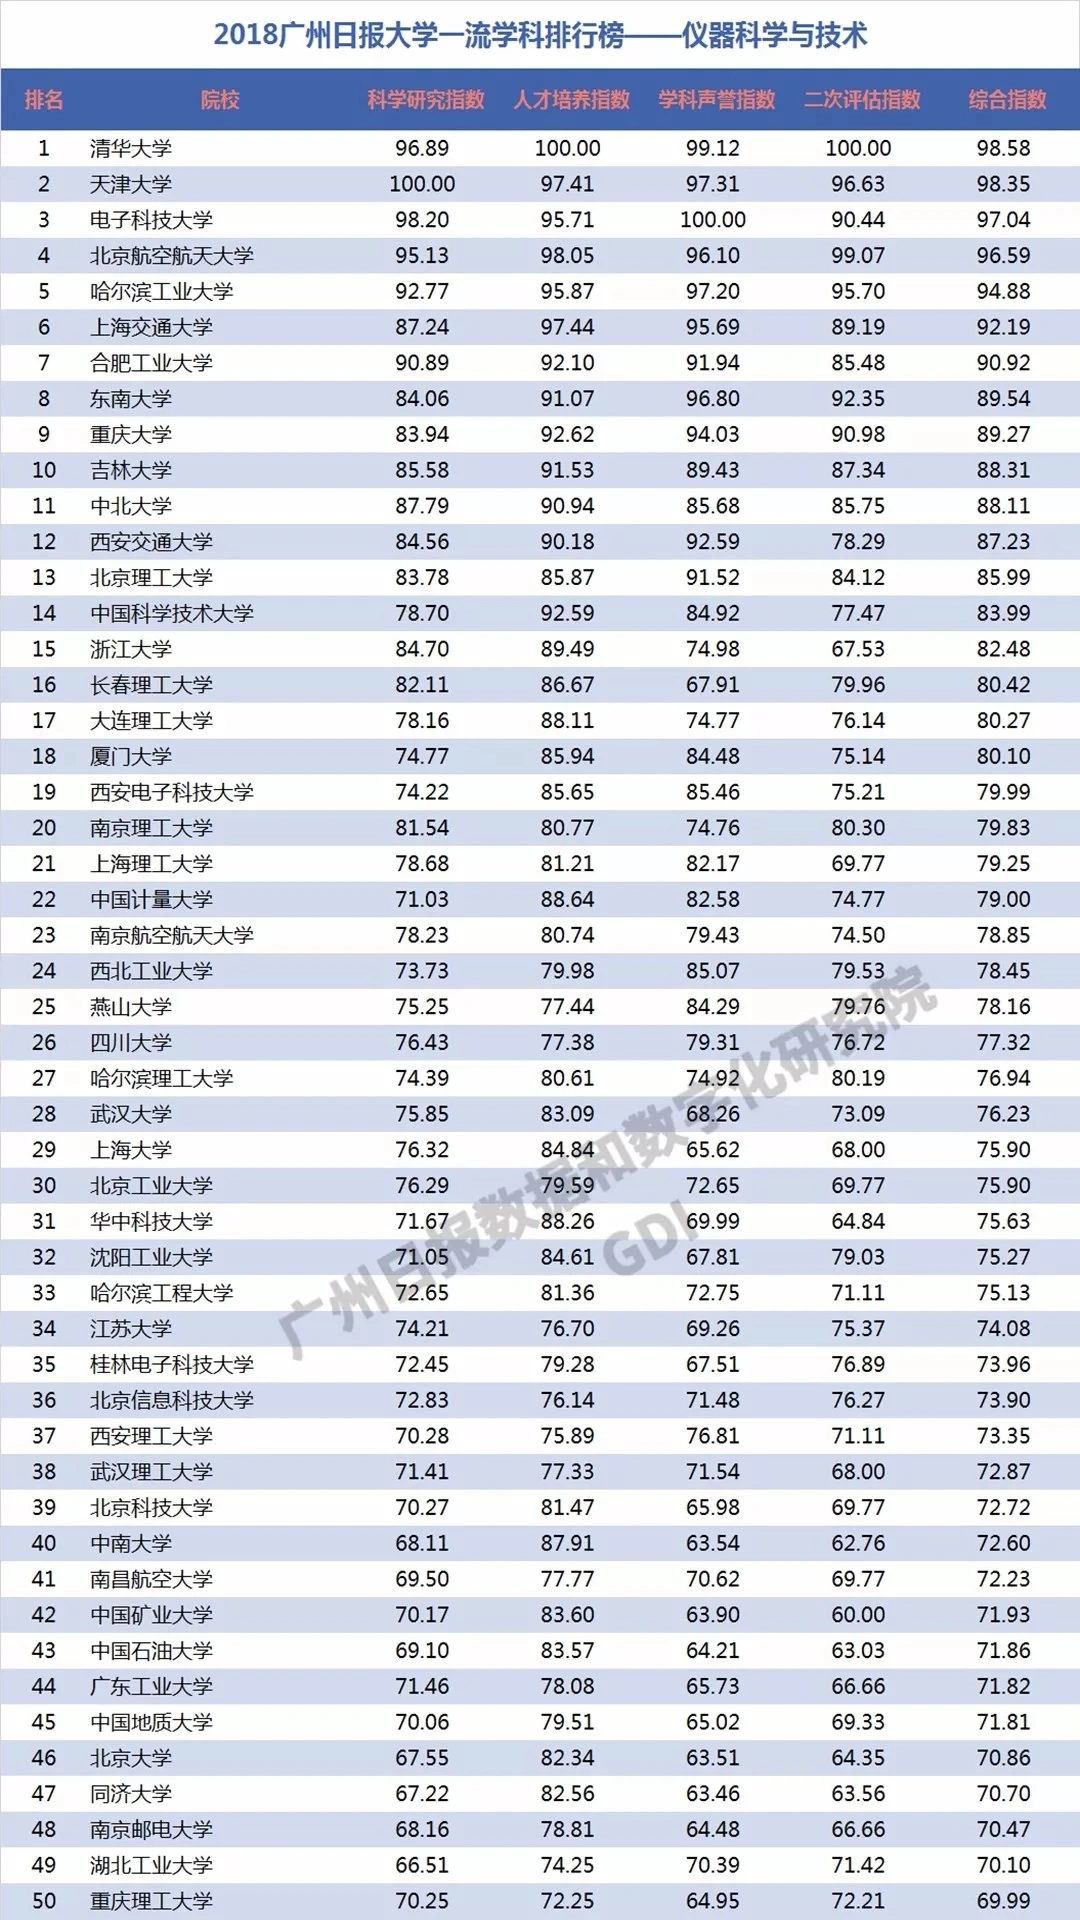 2018广州日报大学一流学科排行榜——仪器科学与技术
排名 院校 科学研究指数 人才培养指数 学科声誉指数 二次评估指数 综合指数
1 清华大学 96.89 100.00 99.12 100.00 98.58
2 天津大学 100.00 97.41 97.31 96.63 98.35
3 电子科技大学 98.20 95.71 100.00 90.44 97.04
4 北京航空航天大学 95.13 98.05 96.10 99.07 96.59
5 哈尔滨工业大学 92.77 95.87 97.20 95.70 94.88
6 上海交通大学 87.24 97.44 95.69 89.19 92.19
7 合肥工业大学 90.89 92.10 91.94 85.48 90.92
8 东南大学 84.06 91.07 96.80 92.35 89.54
9 重庆大学 83.94 92.62 94.03 90.98 89.27
10 吉林大学 85.58 91.53 89.43 87.34 88.31
11 中北大学 87.79 90.94 85.68 85.75 88.11
12 西安交通大学 84.56 90.18 92.59 78.29 87.23
13 北京理工大学 83.78 85.87 91.52 84.12 85.99
14 中国科学技术大学 78.70 92.59 84.92 77.47 83.99
15 浙江大学 84.70 89.49 74.98 67.53 82.48
16 长春理工大学 82.11 86.67 67.91 79.96 80.42
17 大连理工大学 78.16 88.11 74.77 76.14 80.27
18 厦门大学 74.77 85.94 84.48 75.14 80.10
19 西安电子科技大学 74.22 85.65 85.46 75.21 79.99
20 南京理工大学 81.54 80.77 74.76 80.30 79.83
21 上海理工大学 78.68 81.21 82.17 69.77 79.25
22 中国计量大学 71.03 88.64 82.58 74.77 79.00
23 南京航空航天大学 78.23 80.74 79.43 74.50 78.85
24 西北工业大学 73.73 79.98 85.07 79.53 78.45
25 燕山大学 75.25 77.44 84.29 79.76 78.16
26 四川大学 76.43 77.38 79.31 76.72 77.32
27 哈尔滨理工大学 74.39 80.61 74.92 80.19 76.94
28 武汉大学 75.85 83.09 68.26 73.09 76.23
29 上海大学 76.32 84.84 65.62 68.00 75.90
30 北京工业大学 76.29 79.59 72.65 69.77 75.90
31 华中科技大学 71.67 88.26 69.99 64.84 75.63
32 沈阳工业大学 71.05 84.61 67.81 79.03 75.27
33 哈尔滨工程大学 72.65 81.36 72.75 71.11 75.13
34 江苏大学 74.21 76.70 69.26 75.37 74.08
35 桂林电子科技大学 72.45 79.28 67.51 76.89 73.96
36 北京信息科技大学 72.83 76.14 71.48 76.27 73.90
37 西安理工大学 70.28 75.89 76.81 71.11 73.35
38 武汉理工大学 71.41 77.33 71.54 68.00 72.87
39 北京科技大学 70.27 81.47 65.98 69.77 72.72
40 中南大学 68.11 87.91 63.54 62.76 72.60
41 南昌航空大学 69.50 77.77 70.62 69.77 72.23
42 中国矿业大学 70.17 83.60 63.90 60.00 71.93
43 中国石油大学 69.10 83.57 64.21 63.03 71.86
44 广东工业大学 71.46 78.08 65.73 66.66 71.82
45 中国地质大学 70.06 79.51 65.02 69.33 71.81
46 北京大学 67.55 82.34 63.51 64.35 70.86
47 同济大学 67.22 82.56 63.46 63.56 70.70
48 南京邮电大学 68.16 78.81 64.48 66.66 70.47
49 湖北工业大学 66.51 74.25 70.39 71.42 70.10
50 重庆理工大学 70.25 72.25 64.95 72.21 69.99
广州日报数据和数字化研究院
GDI